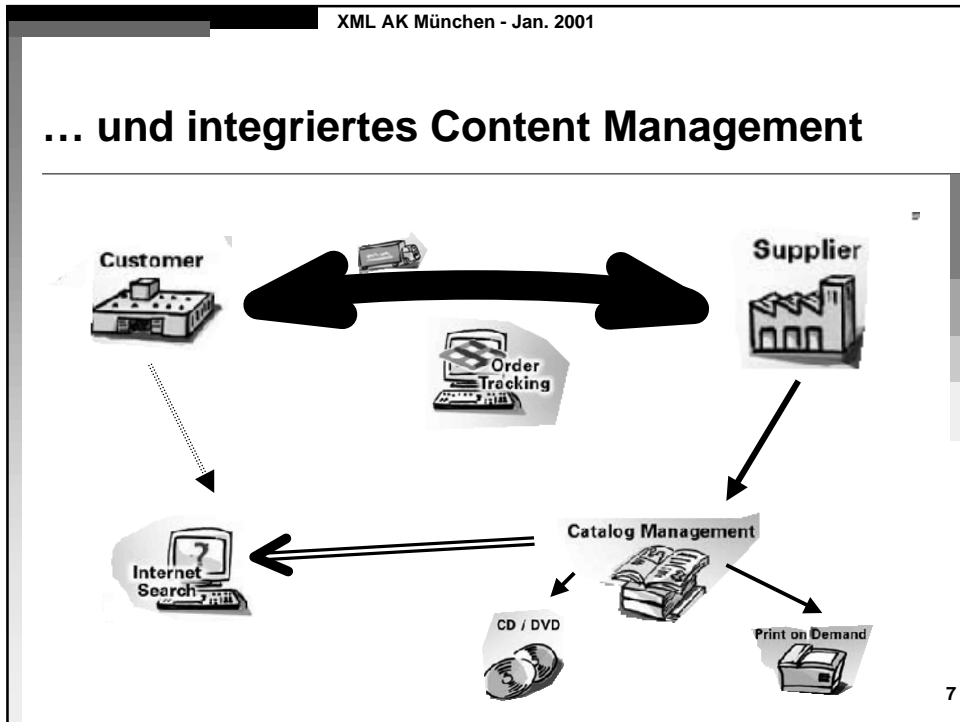 XML AK München - Jan. 2001
… und integriertes Content Management
Customer
Supplier
Order
Tracking
Catalog Management
?
Internet
Search
CD / DVD
Print on Demand
7